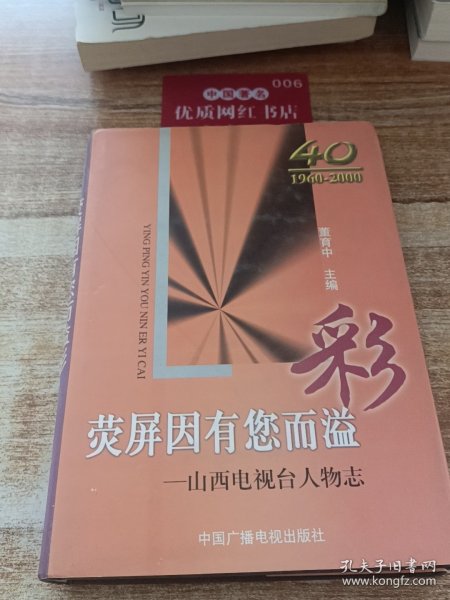 006
中国著名
优质网红书店
40
1960-2000
董育中 主编
YING PING YIN YOU NIN ER YI CAI
彩
荧屏因有您而溢
—山西电视台人物志
中国广播电视出版社
孔夫子旧书网
www.kongfz.com